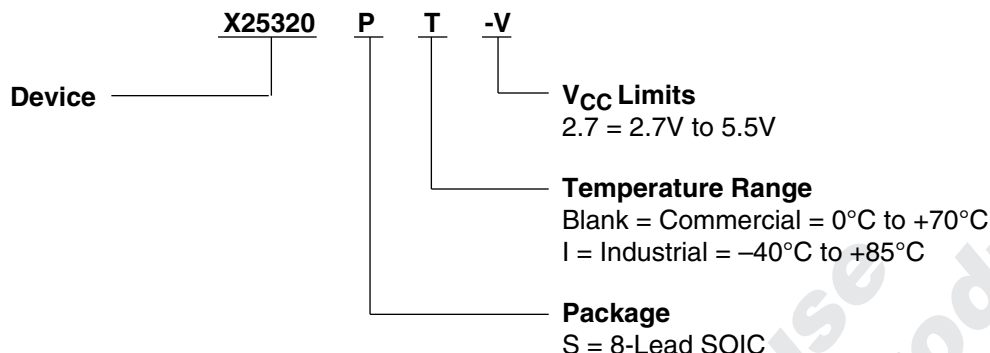 X25320 P T -V
Device
VCC Limits
2.7 = 2.7V to 5.5V
Temperature Range
Blank = Commercial = 0°C to +70°C
I = Industrial = –40°C to +85°C
Package
S = 8-Lead SOIC